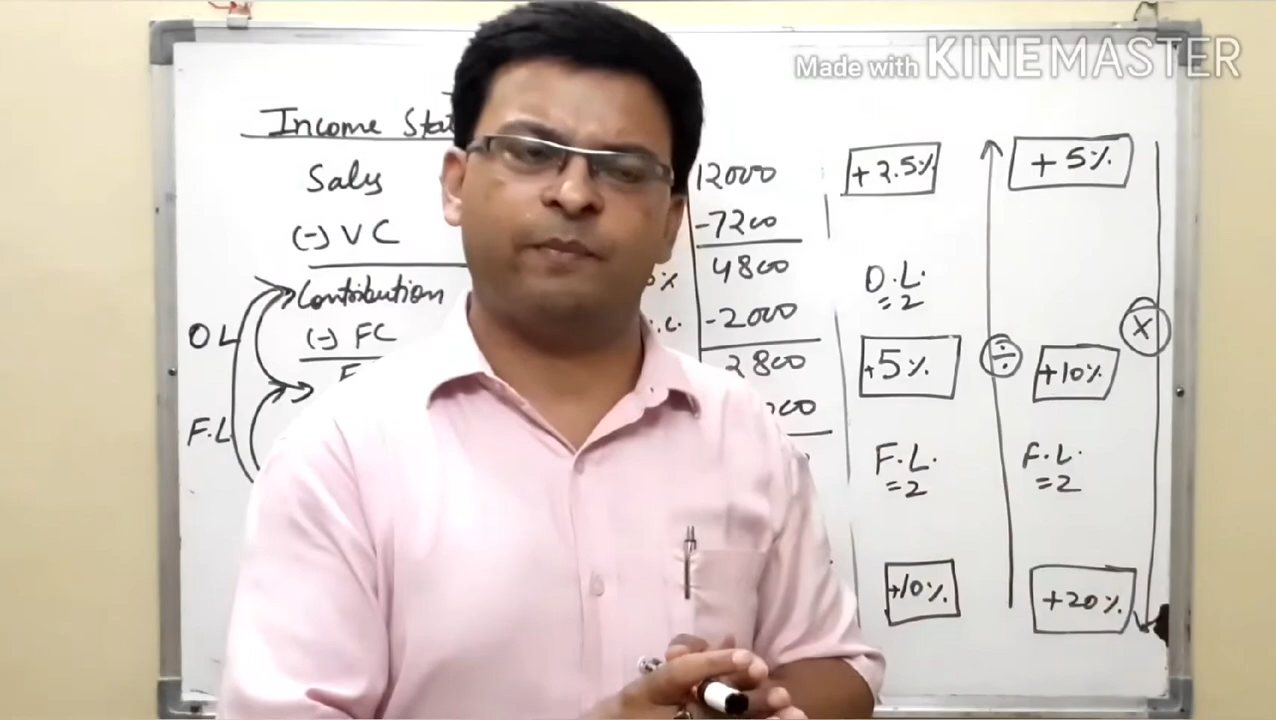 Made with KINEMASTER
Income Stat
Sales
(-) VC
Contribution
(-) FC
OL
F.L
12000
-7200
4800
-2000
2800
+2.5%
O.L.
=2
+5%
F.L.
=2
+10%
+5%
÷
+10%
F.L.
=2
+20%
×